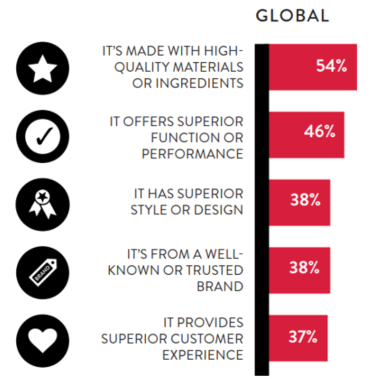 GLOBAL
IT'S MADE WITH HIGH-
QUALITY MATERIALS
OR INGREDIENTS
54%
IT OFFERS SUPERIOR
FUNCTION OR
PERFORMANCE
46%
IT HAS SUPERIOR
STYLE OR DESIGN
38%
BRAND
IT'S FROM A WELL-
KNOWN OR TRUSTED
BRAND
38%
IT PROVIDES
SUPERIOR CUSTOMER
EXPERIENCE
37%